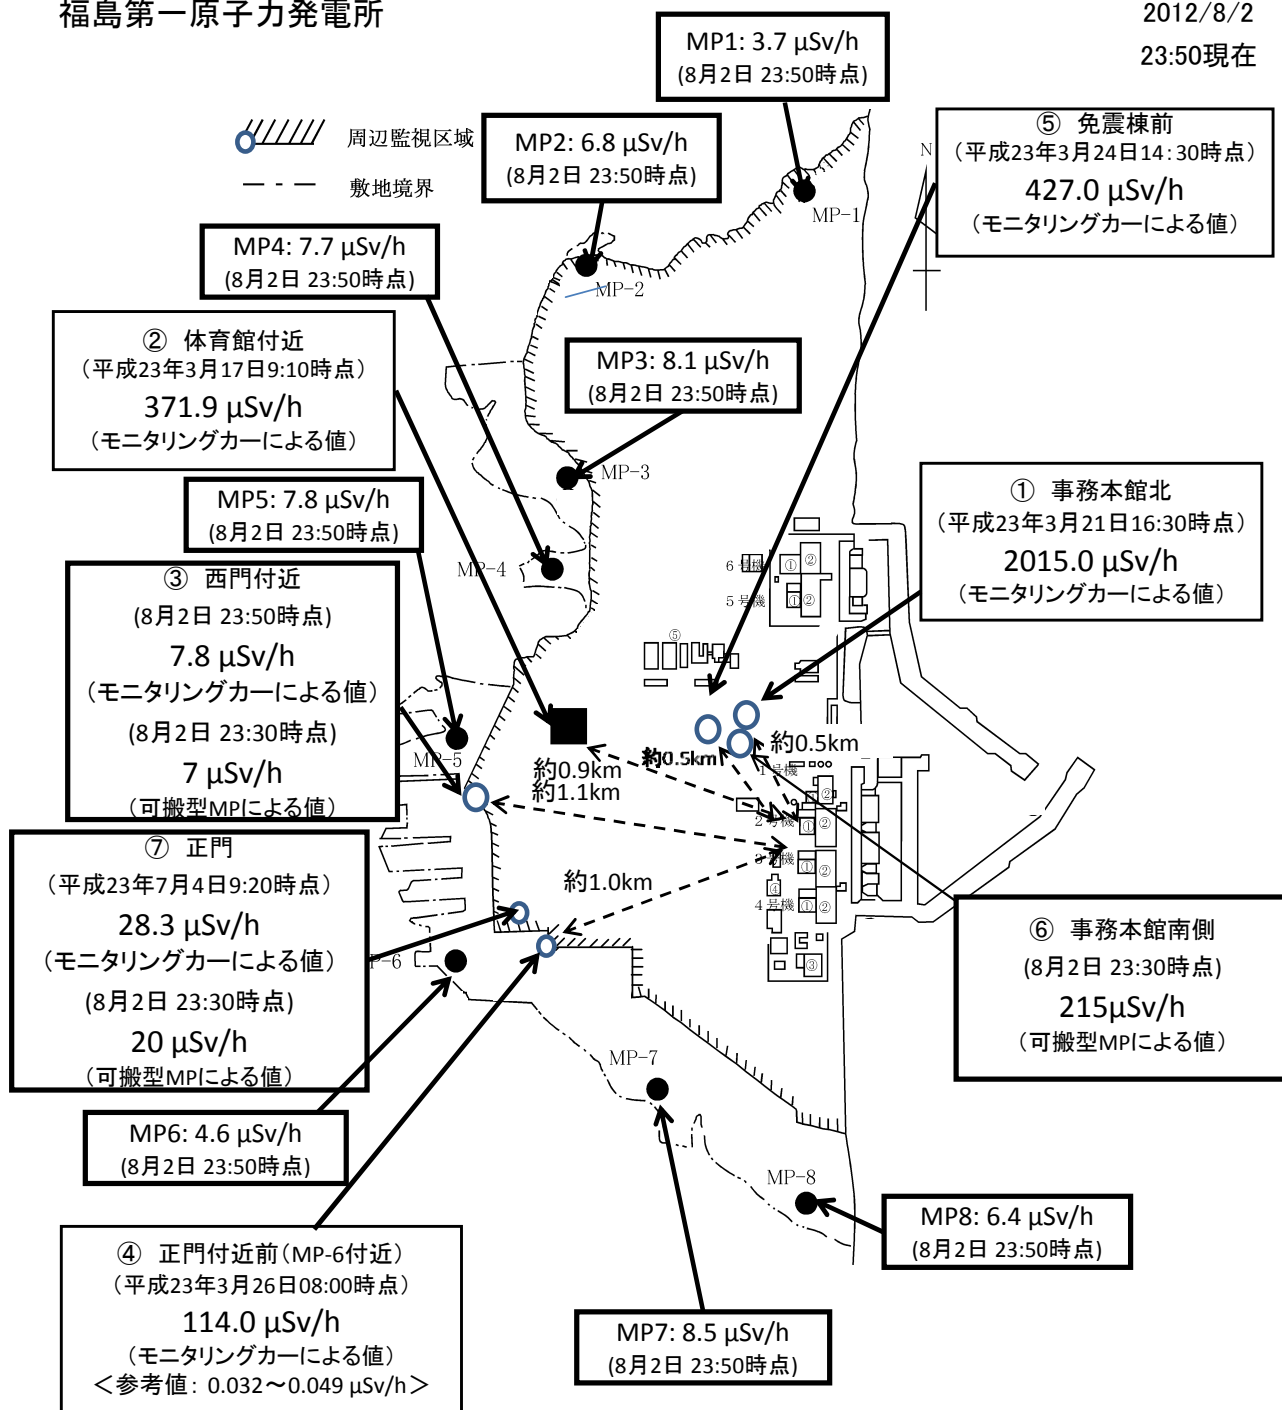 福島第一原子力発電所
2012/8/2
23:50現在
周辺監視区域
敷地境界
MP1: 3.7 μSv/h
(8月2日 23:50時点)
MP2: 6.8 μSv/h
(8月2日 23:50時点)
⑤ 免震棟前
(平成23年3月24日14:30時点)
427.0 μSv/h
(モニタリングカーによる値)
N
MP-1
MP4: 7.7 μSv/h
(8月2日 23:50時点)
MP-2
② 体育館付近
(平成23年3月17日9:10時点)
371.9 μSv/h
(モニタリングカーによる値)
MP3: 8.1 μSv/h
(8月2日 23:50時点)
MP-3
MP5: 7.8 μSv/h
(8月2日 23:50時点)
① 事務本館北
(平成23年3月21日16:30時点)
2015.0 μSv/h
(モニタリングカーによる値)
MP-4
6号機
① ②
5号機
① ②
③ 西門付近
(8月2日 23:50時点)
7.8 μSv/h
(モニタリングカーによる値)
(8月2日 23:30時点)
7 μSv/h
(可搬型MPによる値)
⑤
MP-5
約0.9km
約1.1km
約0.5km
約0.5km
1号機
②
2号機
① ②
3号機
① ②
4号機
① ②
④
③
約1.0km
⑦ 正門
(平成23年7月4日9:20時点)
28.3 μSv/h
(モニタリングカーによる値)
(8月2日 23:30時点)
20 μSv/h
(可搬型MPによる値)
P-6
⑥ 事務本館南側
(8月2日 23:30時点)
215μSv/h
(可搬型MPによる値)
MP-7
MP6: 4.6 μSv/h
(8月2日 23:50時点)
MP-8
MP8: 6.4 μSv/h
(8月2日 23:50時点)
④ 正門付近前(MP-6付近)
(平成23年3月26日08:00時点)
114.0 μSv/h
(モニタリングカーによる値)
<参考値: 0.032～0.049 μSv/h>
MP7: 8.5 μSv/h
(8月2日 23:50時点)